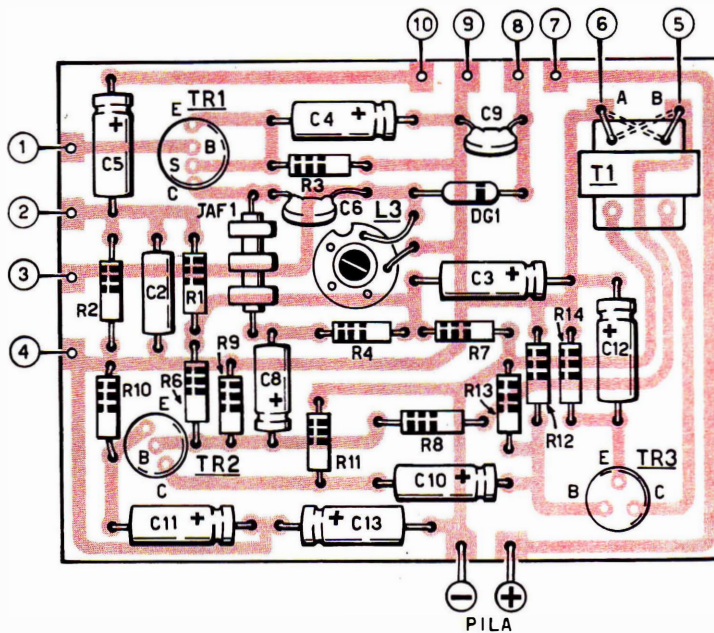 10 9 8 7 6 5
E TR1 C4 + C9 A B
+ B
1 C5 S T1
C R3
2 JAF1 C6 L3 DG1
3 R2 C2 R1 C3 + R14
4 R9 R4 R7 + C12
R10 R6 C8 R13
E + R8 R12
B TR2 R11 E TR3
C C10 + B C
C11 + + C13
− +
PILA